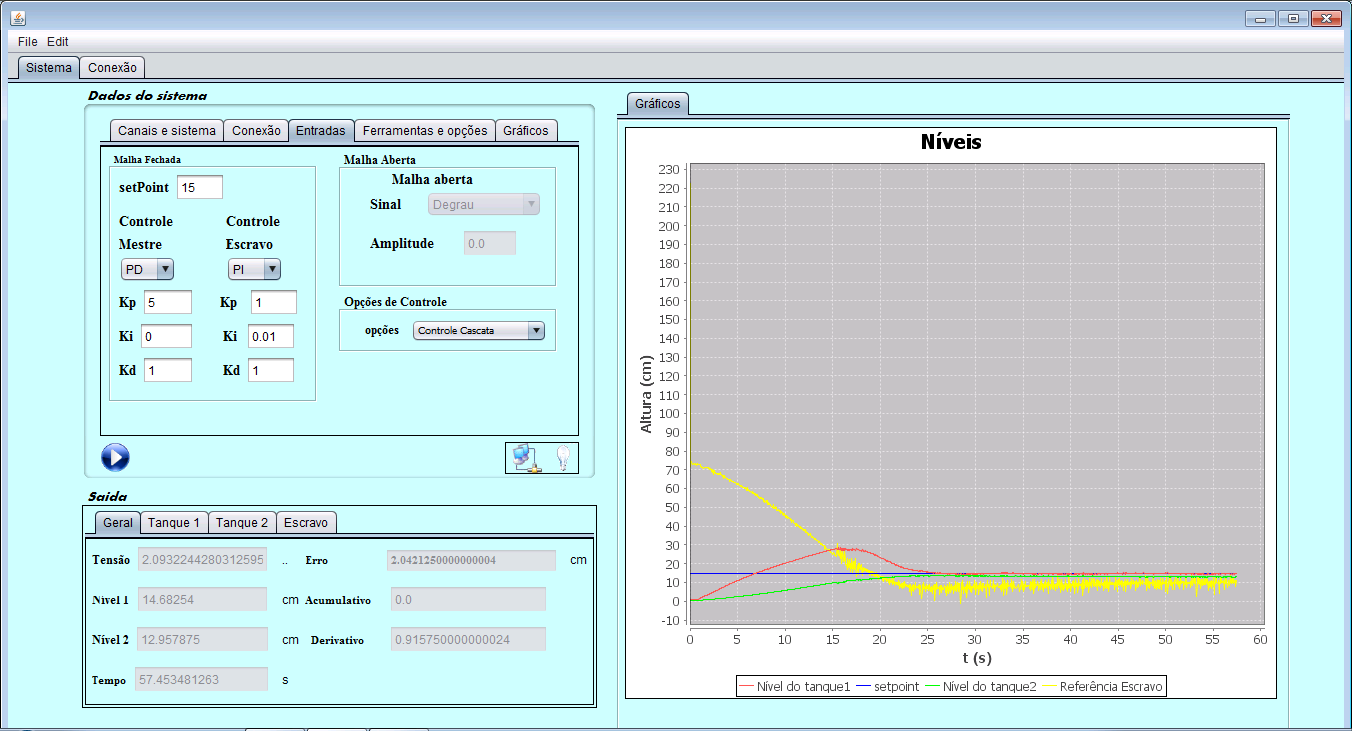 File Edit
Sistema Conexão
Dados do sistema
Canais e sistema Conexão Entradas Ferramentas e opções Gráficos
Malha Fechada
setPoint 15
Controle Controle
Mestre Escravo
PD PI
Kp 5 Kp 1
Ki 0 Ki 0.01
Kd 1 Kd 1
Malha Aberta
Malha aberta
Sinal Degrau
Amplitude 0.0
Opções de Controle
opções Controle Cascata
Saida
Geral Tanque 1 Tanque 2 Escravo
Tensão 2.0932244280312595 .. Erro 2.0421250000000004 cm
Nível 1 14.68254 cm Acumulativo 0.0
Nível 2 12.957875 cm Derivativo 0.915750000000024
Tempo 57.453481263 s
Gráficos
Níveis
230
220
210
200
190
180
170
160
150
140
130
120
110
100
90
80
70
60
50
40
30
20
10
0
-10
Altura (cm)
0 5 10 15 20 25 30 35 40 45 50 55 60
t (s)
Nível do tanque1 setpoint Nível do tanque2 Referência Escravo